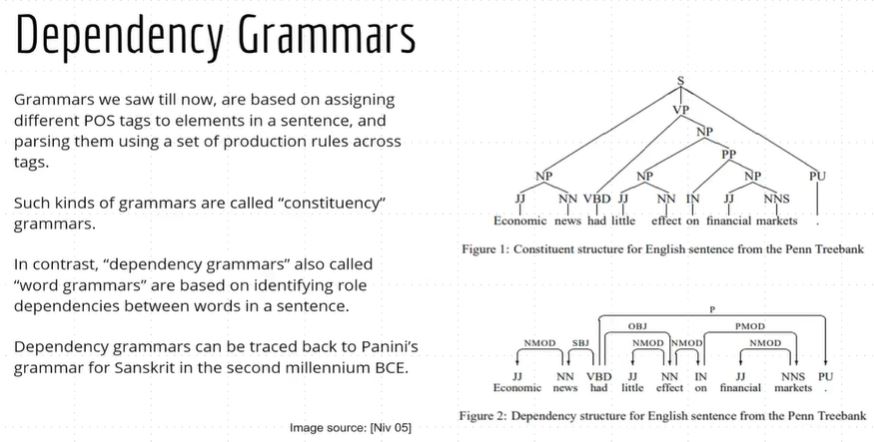 Dependency Grammars
Grammars we saw till now, are based on assigning
different POS tags to elements in a sentence, and
parsing them using a set of production rules across
tags.
Such kinds of grammars are called “constituency”
grammars.
In contrast, “dependency grammars” also called
“word grammars” are based on identifying role
dependencies between words in a sentence.
Dependency grammars can be traced back to Panini’s
grammar for Sanskrit in the second millennium BCE.
Image source: [Niv 05]
S
VP
NP
PP
NP NP NP PU
JJ NN VBD JJ NN IN JJ NNS
Economic news had little effect on financial markets .
Figure 1: Constituent structure for English sentence from the Penn Treebank
P
OBJ PMOD
NMOD SBJ NMOD NMOD NMOD
JJ NN VBD JJ NN IN JJ NNS PU
Economic news had little effect on financial markets .
Figure 2: Dependency structure for English sentence from the Penn Treebank